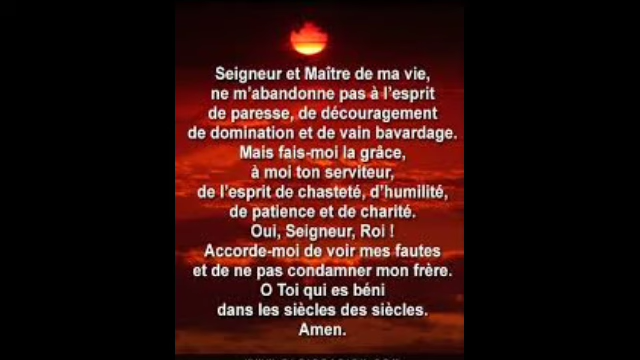 Seigneur et Maître de ma vie,
ne m'abandonne pas à l'esprit
de paresse, de découragement
de domination et de vain bavardage.
Mais fais-moi la grâce,
à moi ton serviteur,
de l'esprit de chasteté, d'humilité,
de patience et de charité.
Oui, Seigneur, Roi !
Accorde-moi de voir mes fautes
et de ne pas condamner mon frère.
O Toi qui es béni
dans les siècles des siècles.
Amen.